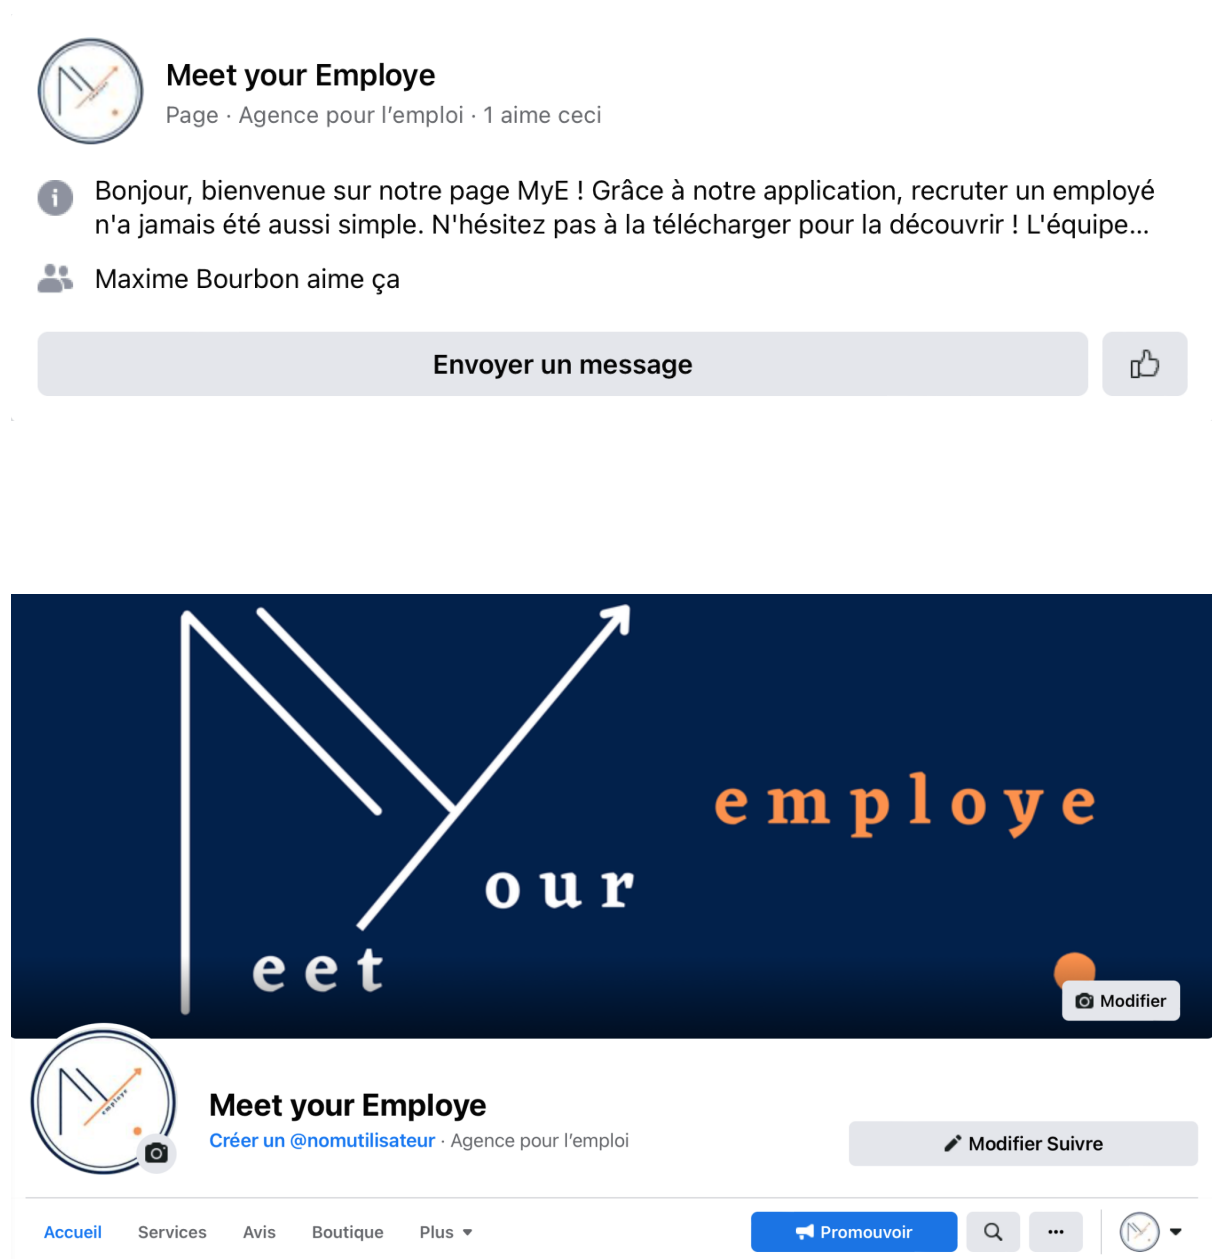 Meet your Employe
Page · Agence pour l'emploi · 1 aime ceci
Bonjour, bienvenue sur notre page MyE ! Grâce à notre application, recruter un employé
n'a jamais été aussi simple. N'hésitez pas à la télécharger pour la découvrir ! L'équipe...
Maxime Bourbon aime ça
Envoyer un message
employe
our
eet
Modifier
employe
Meet your Employe
Créer un @nomutilisateur · Agence pour l'emploi
Modifier Suivre
Accueil Services Avis Boutique Plus Promouvoir